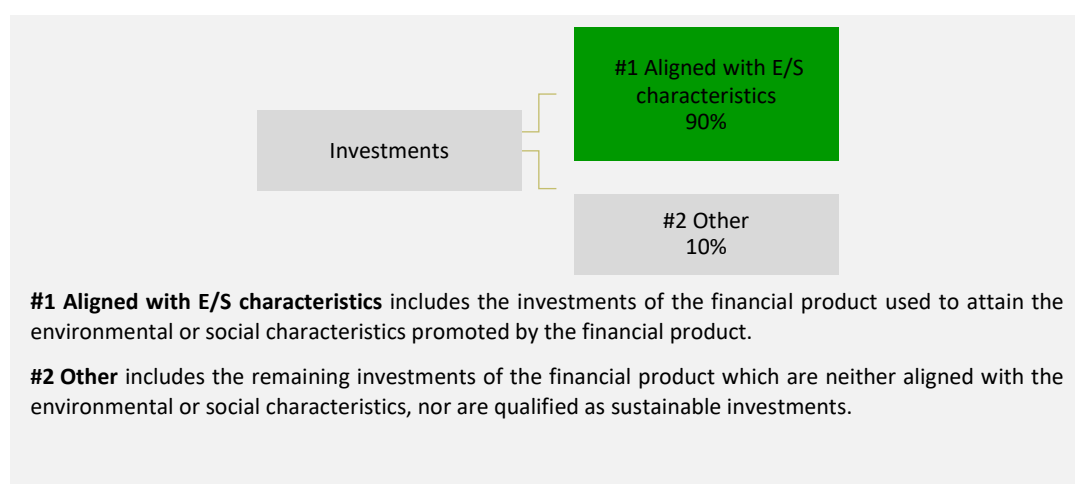 #1 Aligned with E/S
characteristics
90%
Investments
#2 Other
10%
#1 Aligned with E/S characteristics includes the investments of the financial product used to attain the
environmental or social characteristics promoted by the financial product.
#2 Other includes the remaining investments of the financial product which are neither aligned with the
environmental or social characteristics, nor are qualified as sustainable investments.